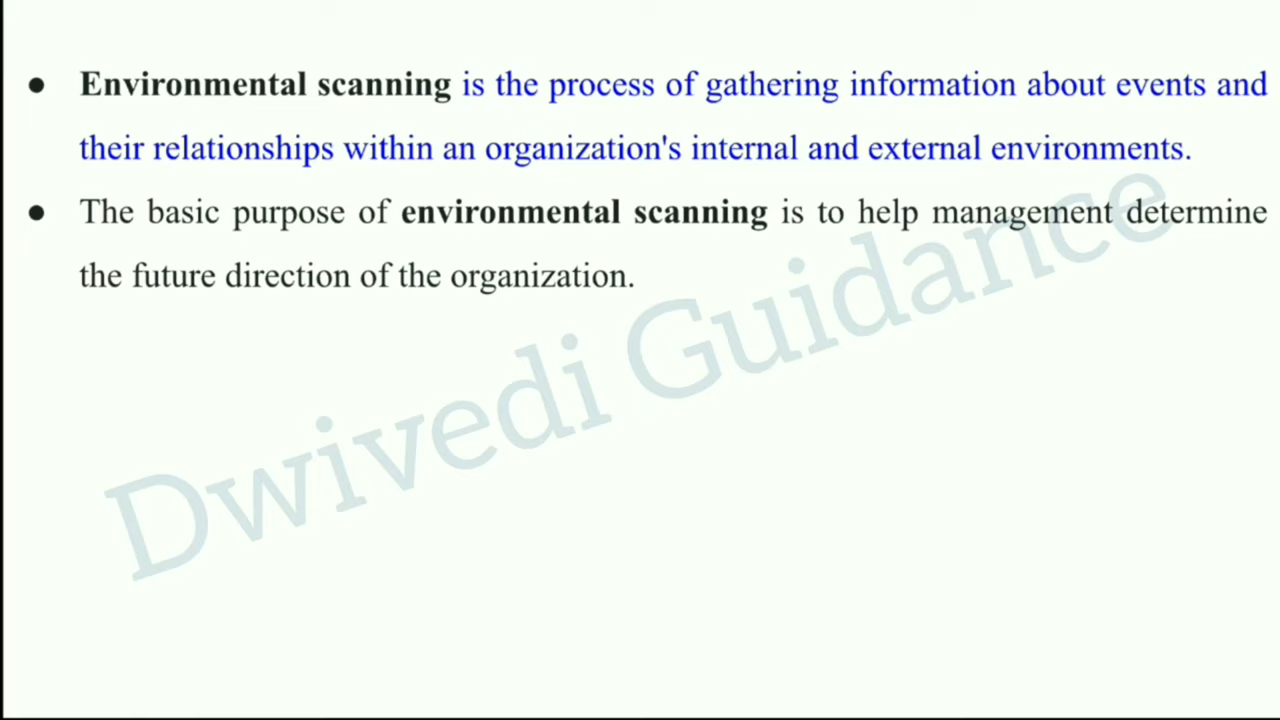 ● Environmental scanning is the process of gathering information about events and
their relationships within an organization's internal and external environments.
● The basic purpose of environmental scanning is to help management determine
the future direction of the organization.
Dwivedi Guidance